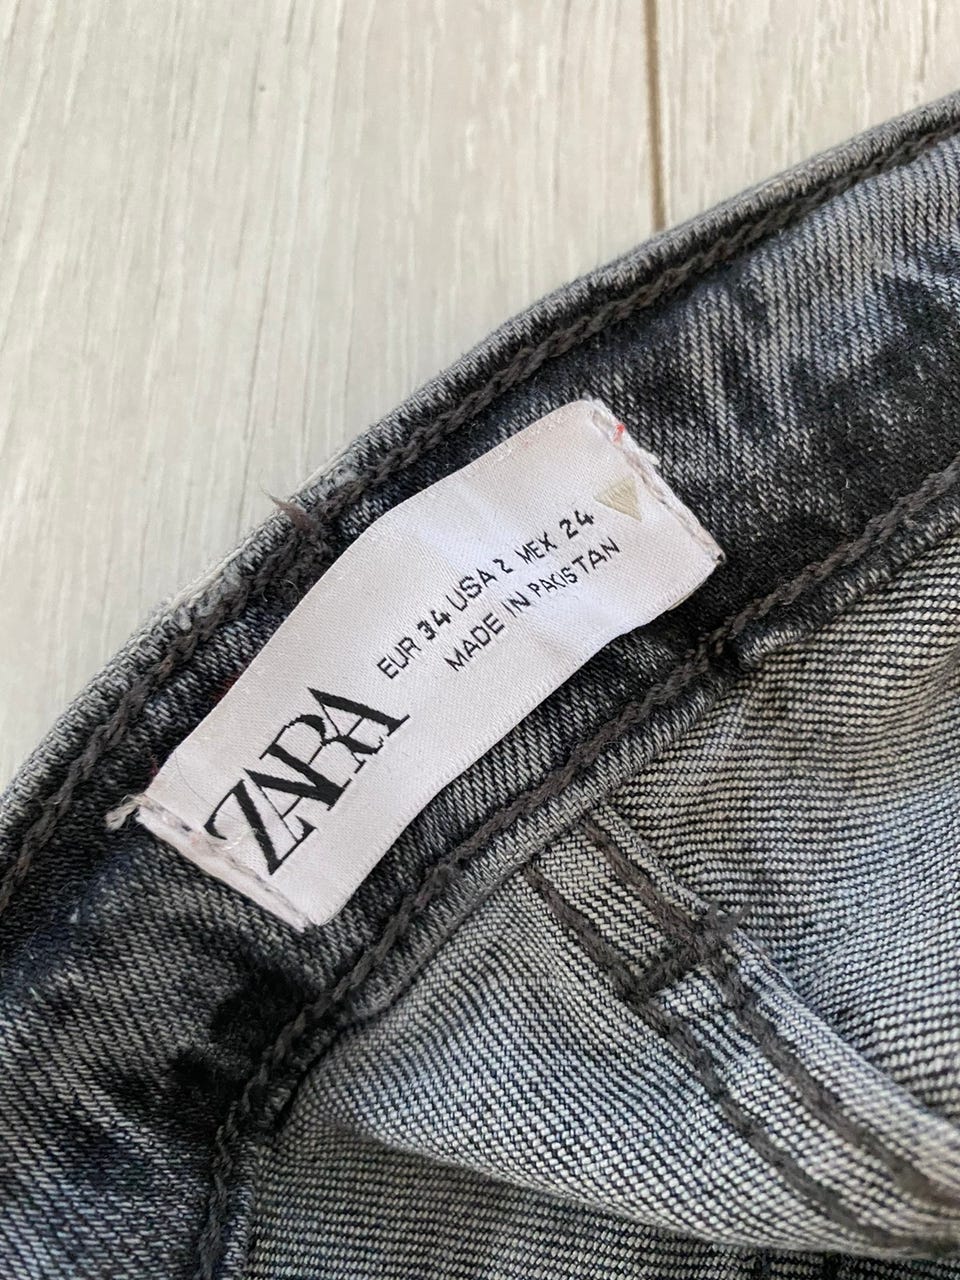 ZARA
EUR 34 USA 2 MEX 24
MADE IN PAKISTAN